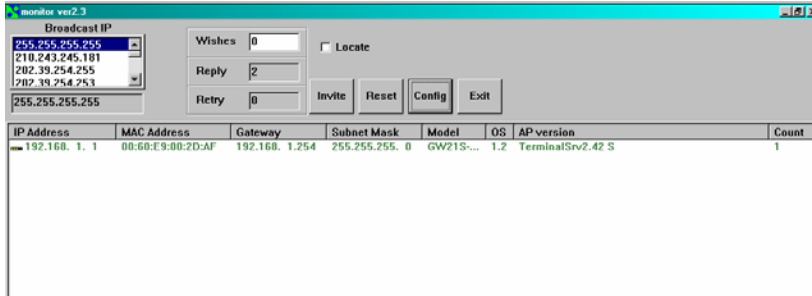 monitor ver2.3
Broadcast IP
255.255.255.255
210.243.245.181
202.39.254.255
202.39.254.253
255.255.255.255
Wishes 0
Reply 2
Retry 0
Locate
Invite Reset Config Exit
IP Address MAC Address Gateway Subnet Mask Model OS AP version Count
192.168. 1. 1 00:60:E9:00:2D:AF 192.168. 1.254 255.255.255. 0 GW21S-... 1.2 TerminalSrv2.42 S 1